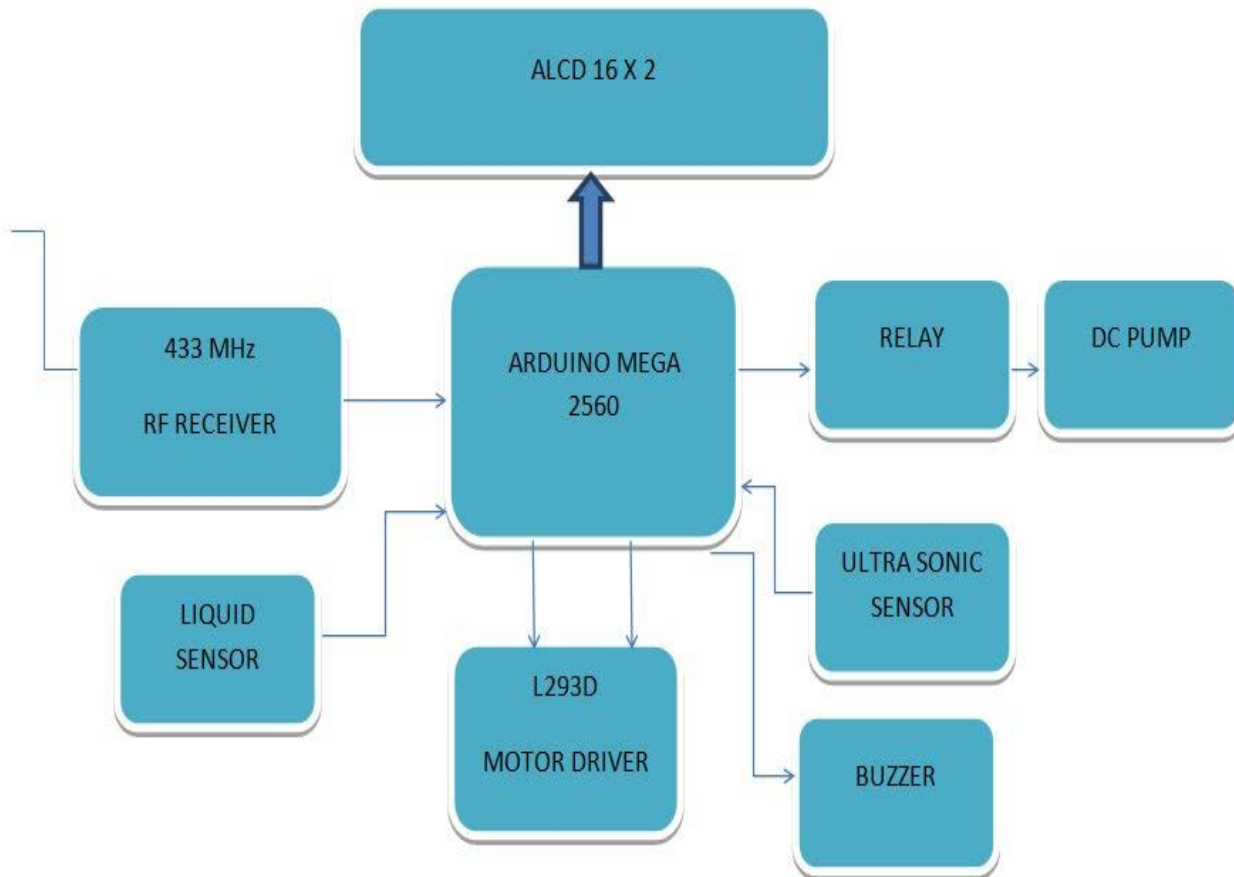 ALCD 16 X 2
433 MHz
RF RECEIVER
ARDUINO MEGA
2560
RELAY
DC PUMP
LIQUID
SENSOR
ULTRA SONIC
SENSOR
L293D
MOTOR DRIVER
BUZZER